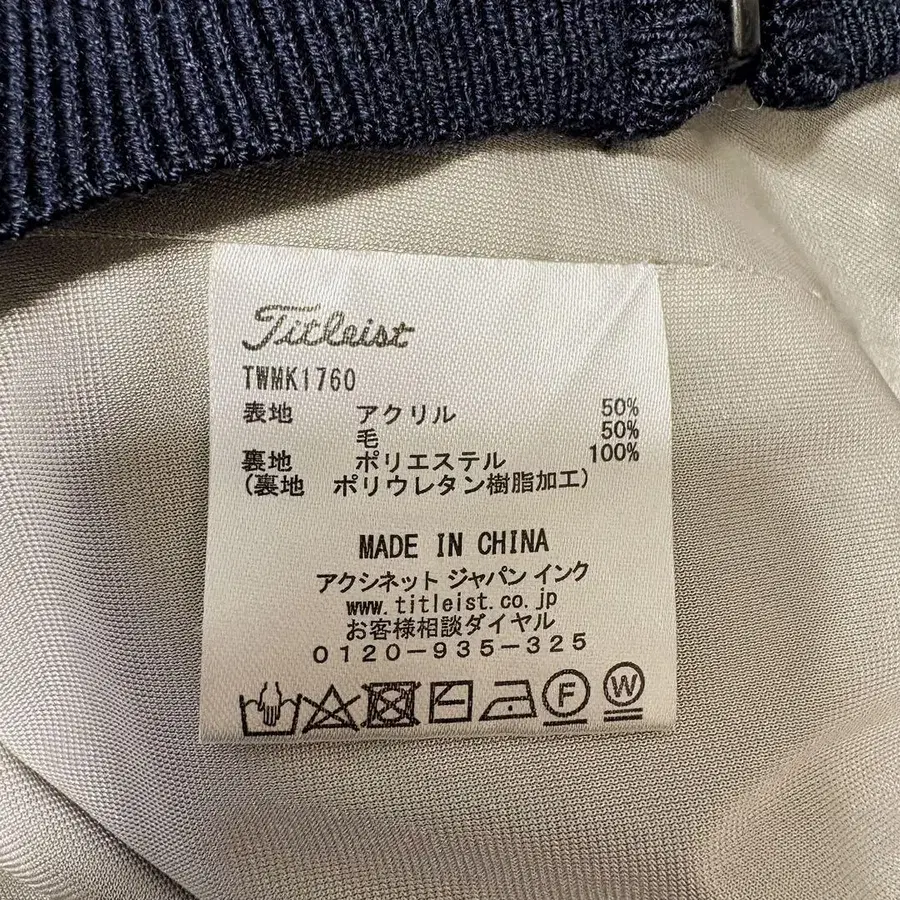 Titleist
TWMK1760
表地 アクリル 50%
毛 50%
裏地 ポリエステル 100%
(裏地 ポリウレタン樹脂加工)
MADE IN CHINA
アクシネット ジャパン インク
www.titleist.co.jp
お客様相談ダイヤル
0120-935-325
F W